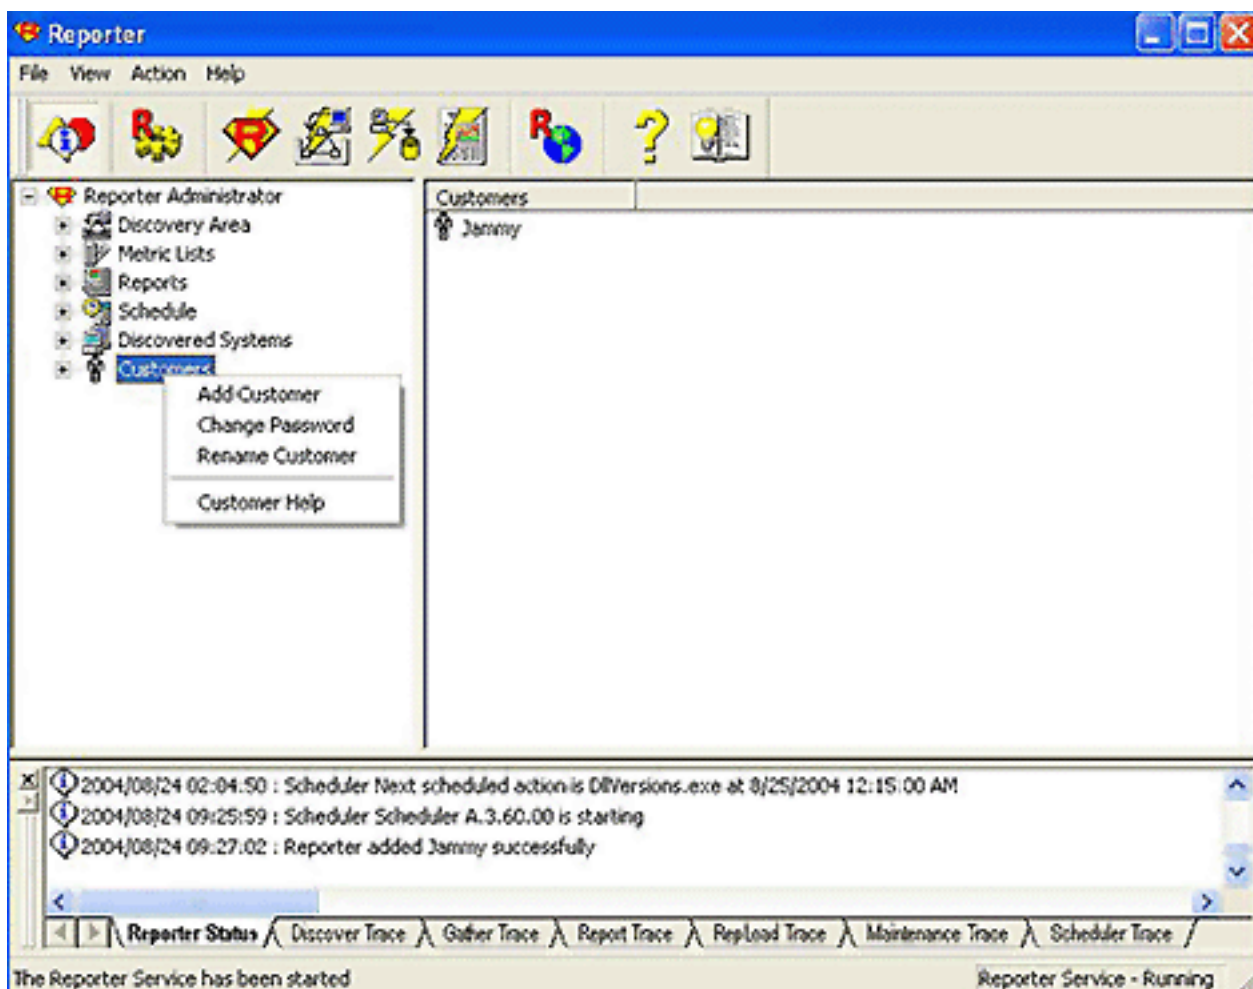 Reporter
File View Action Help
Reporter Administrator
Discovery Area
Metric Lists
Reports
Schedule
Discovered Systems
Customers
Add Customer
Change Password
Rename Customer
Customer Help
Customers
Jammy
2004/08/24 02:04:50 : Scheduler Next scheduled action is DIVersions.exe at 8/25/2004 12:15:00 AM
2004/08/24 09:25:59 : Scheduler Scheduler A.3.60.00 is starting
2004/08/24 09:27:02 : Reporter added Jammy successfully
Reporter Status Discover Trace Gather Trace Report Trace RepLoad Trace Maintenance Trace Scheduler Trace
The Reporter Service has been started
Reporter Service - Running